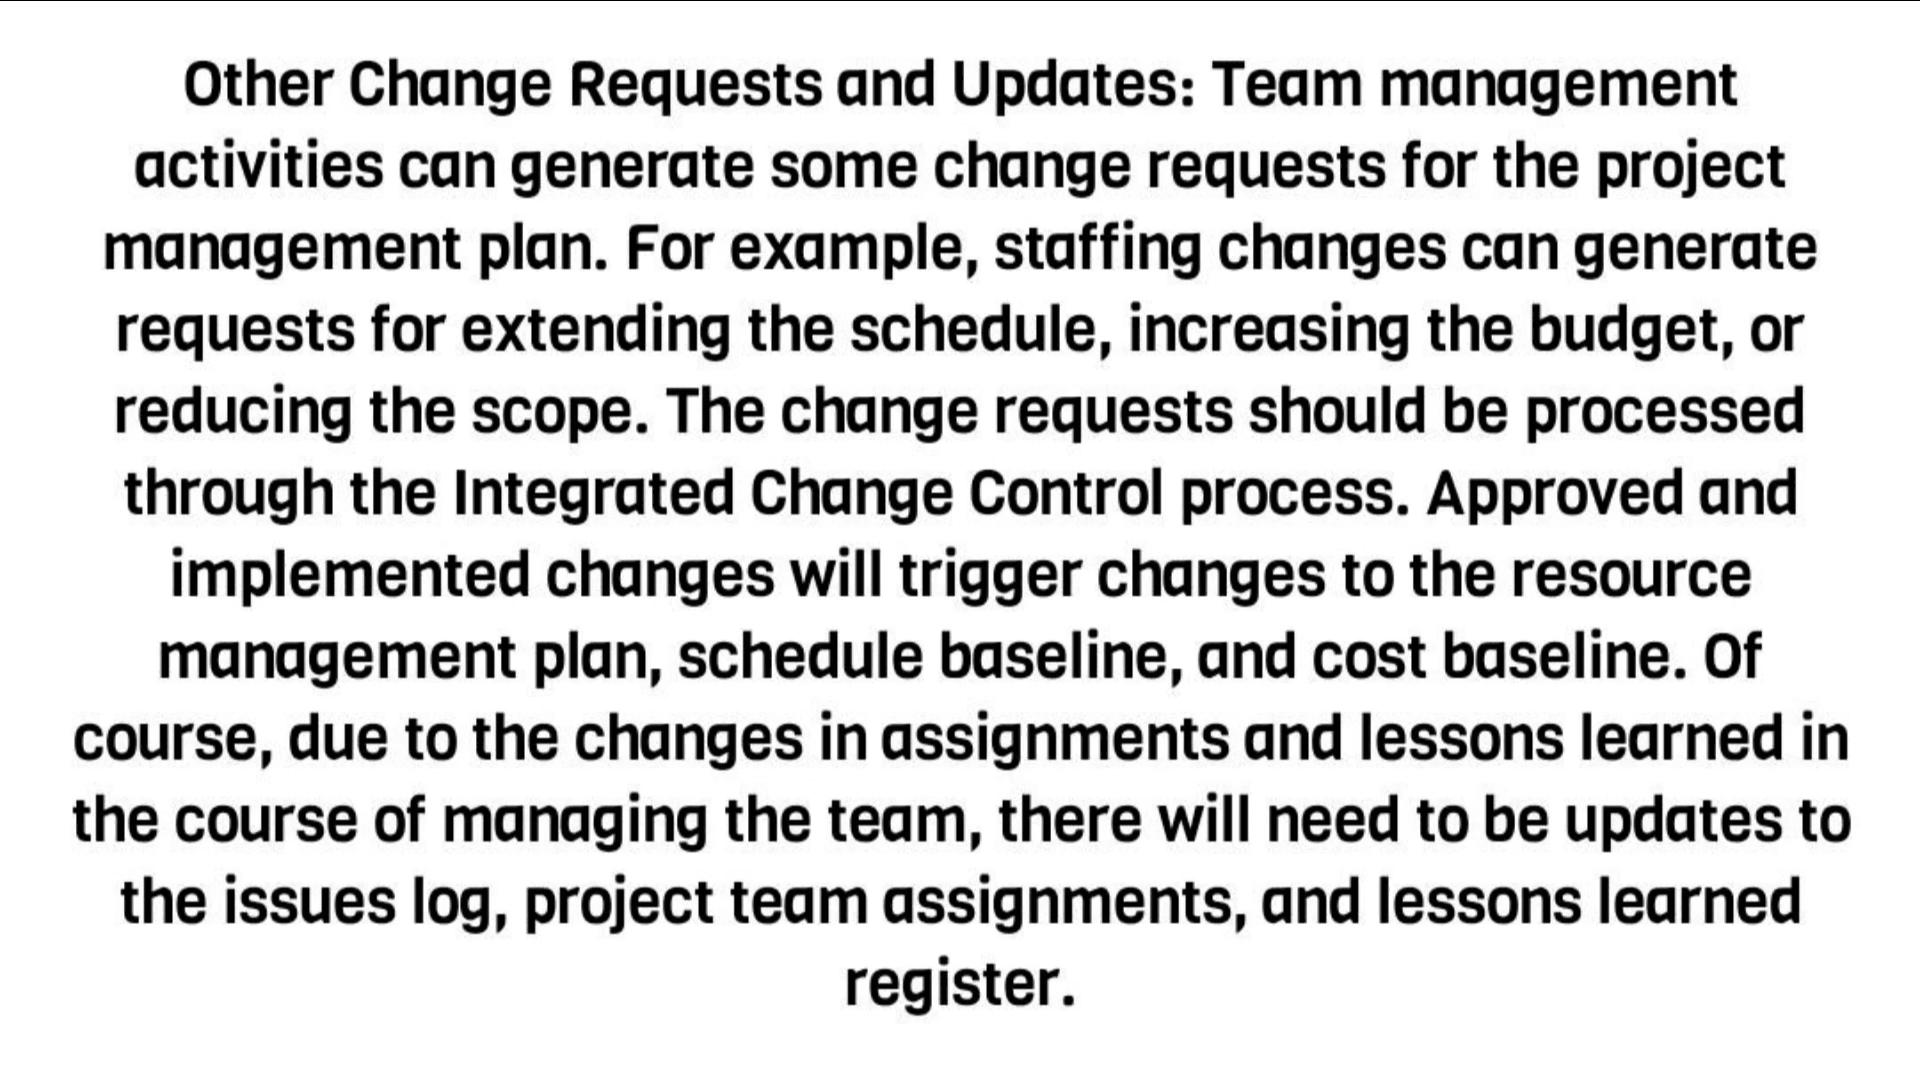 Other Change Requests and Updates: Team management
activities can generate some change requests for the project
management plan. For example, staffing changes can generate
requests for extending the schedule, increasing the budget, or
reducing the scope. The change requests should be processed
through the Integrated Change Control process. Approved and
implemented changes will trigger changes to the resource
management plan, schedule baseline, and cost baseline. Of
course, due to the changes in assignments and lessons learned in
the course of managing the team, there will need to be updates to
the issues log, project team assignments, and lessons learned
register.